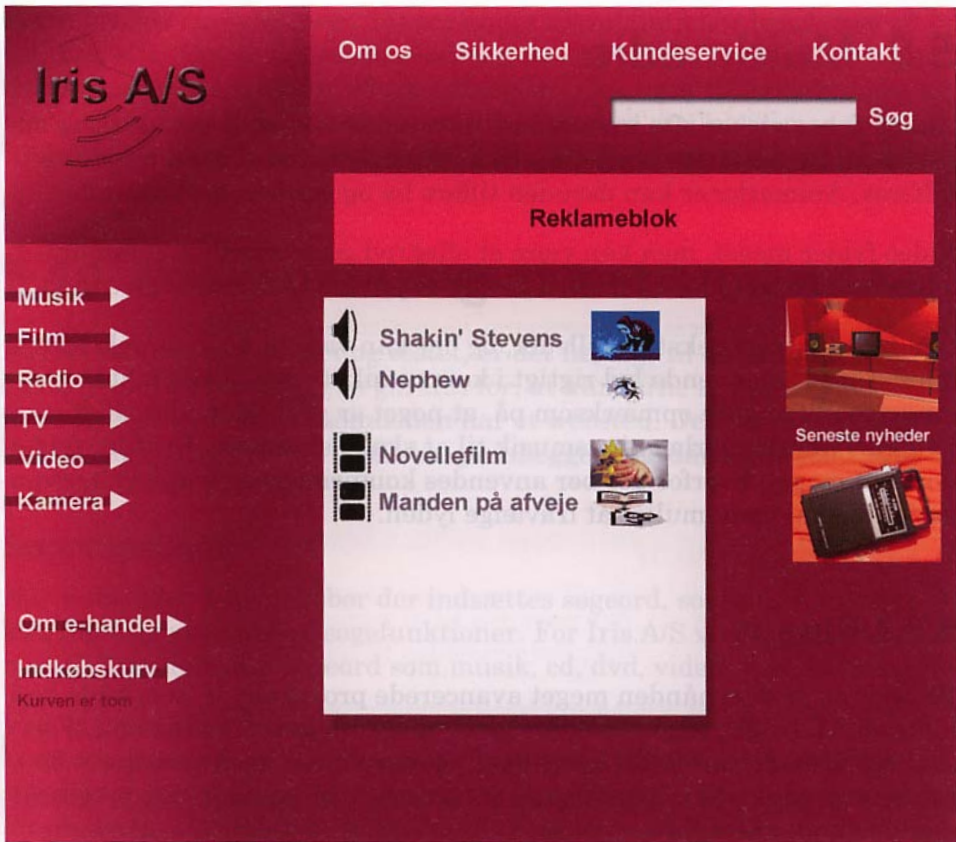 Iris A/S
Om os Sikkerhed Kundeservice Kontakt
Søg
Reklameblok
Musik
Film
Radio
TV
Video
Kamera
Om e-handel
Indkøbskurv
Kurven er tom
Shakin' Stevens
Nephew
Novellefilm
Manden på afveje
Seneste nyheder